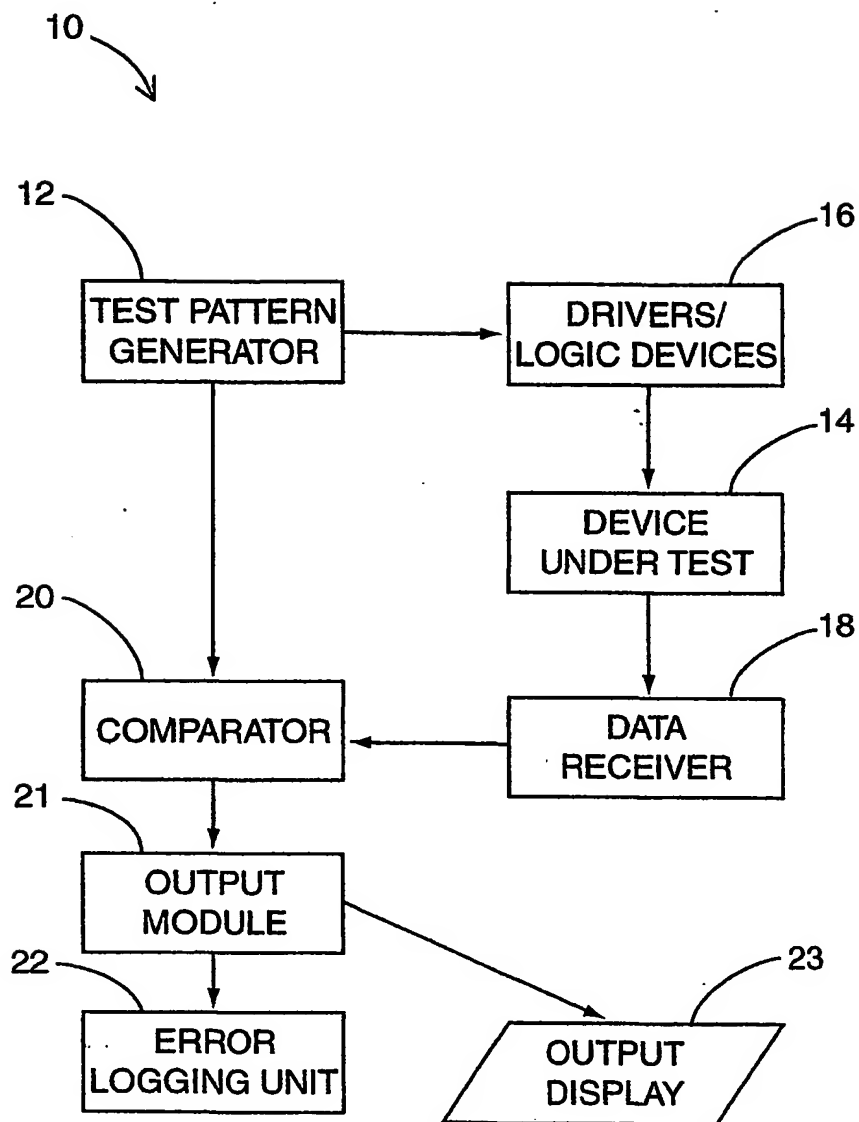 10
12
TEST PATTERN
GENERATOR
16
DRIVERS/
LOGIC DEVICES
14
DEVICE
UNDER TEST
20
COMPARATOR
18
DATA
RECEIVER
21
OUTPUT
MODULE
22
ERROR
LOGGING UNIT
23
OUTPUT
DISPLAY